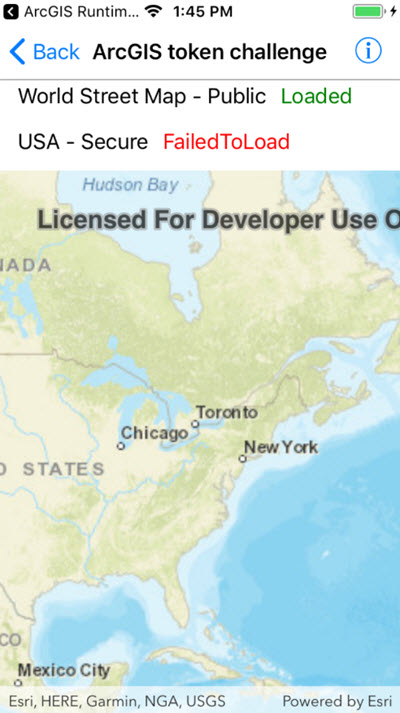 ArcGIS Runtim... 1:45 PM
Back ArcGIS token challenge
World Street Map - Public Loaded
USA - Secure FailedToLoad
Hudson Bay
Licensed For Developer Use O
NADA
Toronto
Chicago
New York
D STATES
CO
Mexico City
Esri, HERE, Garmin, NGA, USGS Powered by Esri